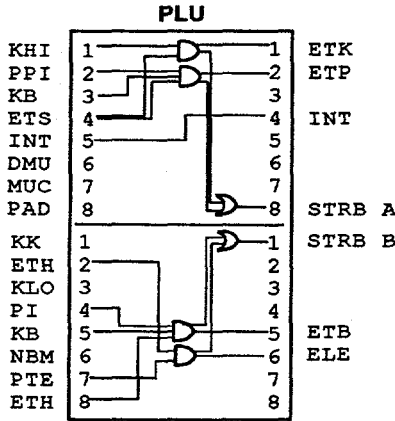 PLU
KHI 1 1 ETK
PPI 2 2 ETP
KB 3 3
ETS 4 4 INT
INT 5 5
DMU 6 6
MUC 7 7
PAD 8 8 STRB A
KK 1 1 STRB B
ETH 2 2
KLO 3 3
PI 4 4
KB 5 5 ETB
NBM 6 6 ELE
PTE 7 7
ETH 8 8